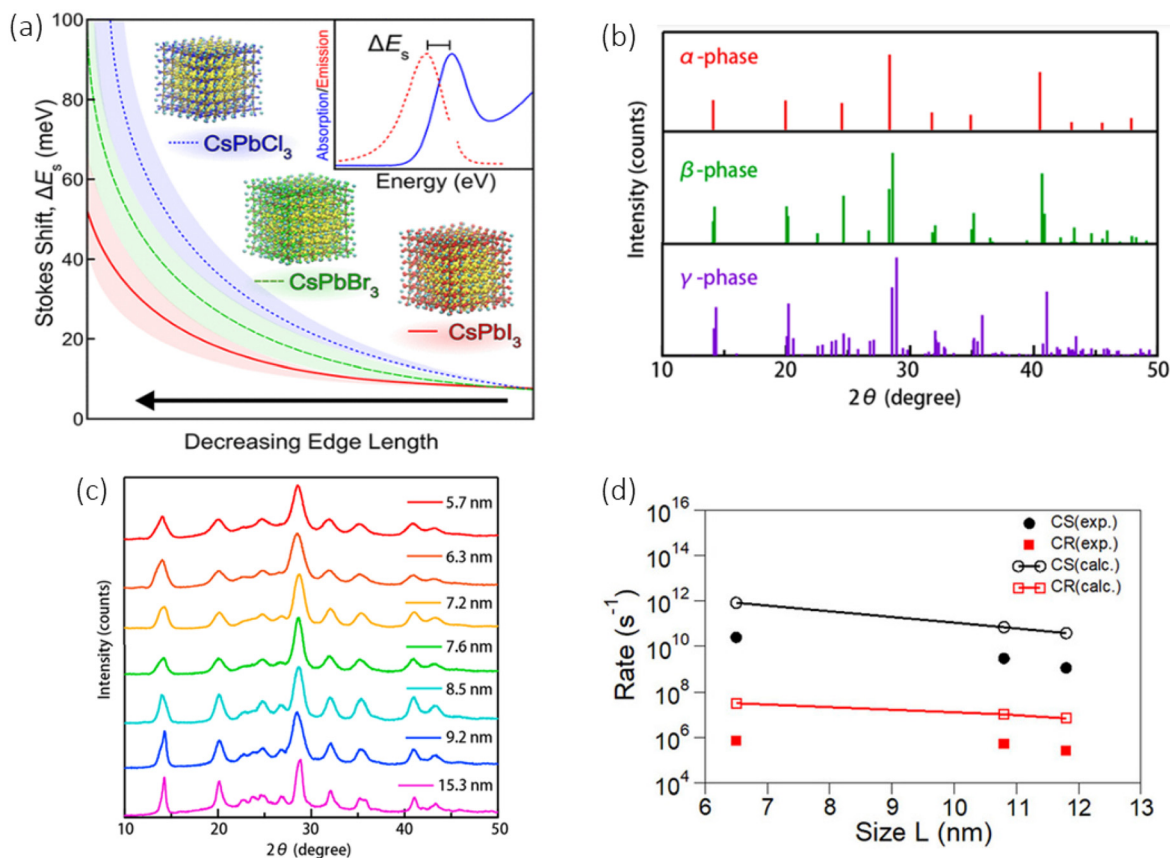 (a)
100
80
60
40
20
0
Stokes Shift, ΔEs (meV)
Decreasing Edge Length
CsPbCl3
CsPbBr3
CsPbI3
ΔEs
Absorption/Emission
Energy (eV)
(b)
α-phase
β-phase
γ-phase
Intensity (counts)
10 20 30 40 50
2θ (degree)
(c)
5.7 nm
6.3 nm
7.2 nm
7.6 nm
8.5 nm
9.2 nm
15.3 nm
Intensity (counts)
10 20 30 40 50
2θ (degree)
(d)
10^16
10^14
10^12
10^10
10^8
10^6
10^4
Rate (s^-1)
CS(exp.)
CR(exp.)
CS(calc.)
CR(calc.)
6 7 8 9 10 11 12 13
Size L (nm)